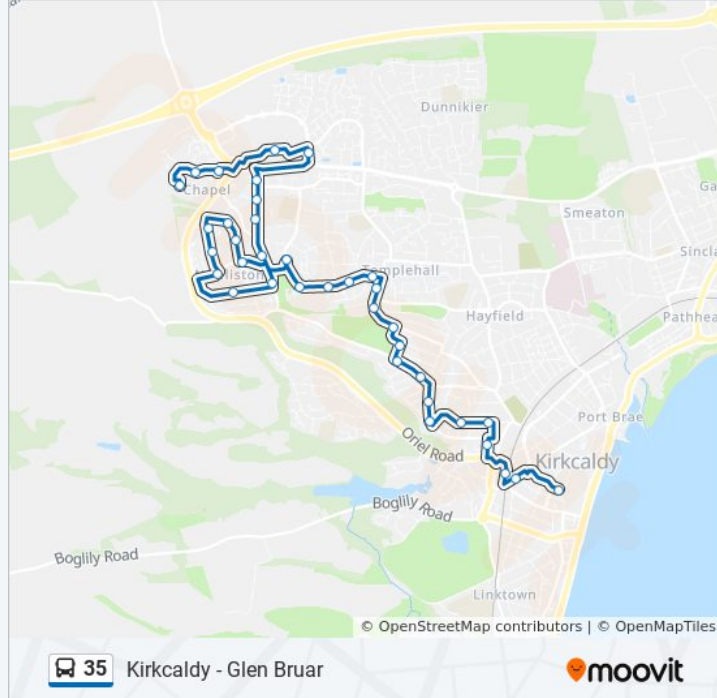 Dunnikier
Chapel
Smeaton
Ga
Sincla
Templehall
liston
Hayfield
Pathhea
Port Brae
Oriel Road
Kirkcaldy
Boglily Road
Boglily Road
Linktown
© OpenStreetMap contributors | © OpenMapTiles
35 Kirkcaldy - Glen Bruar
moovit